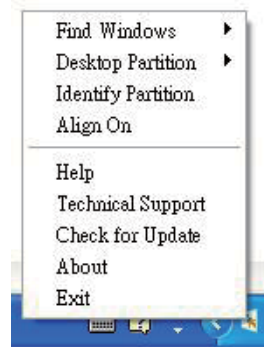 Find Windows
Desktop Partition
Identify Partition
Align On
Help
Technical Support
Check for Update
About
Exit